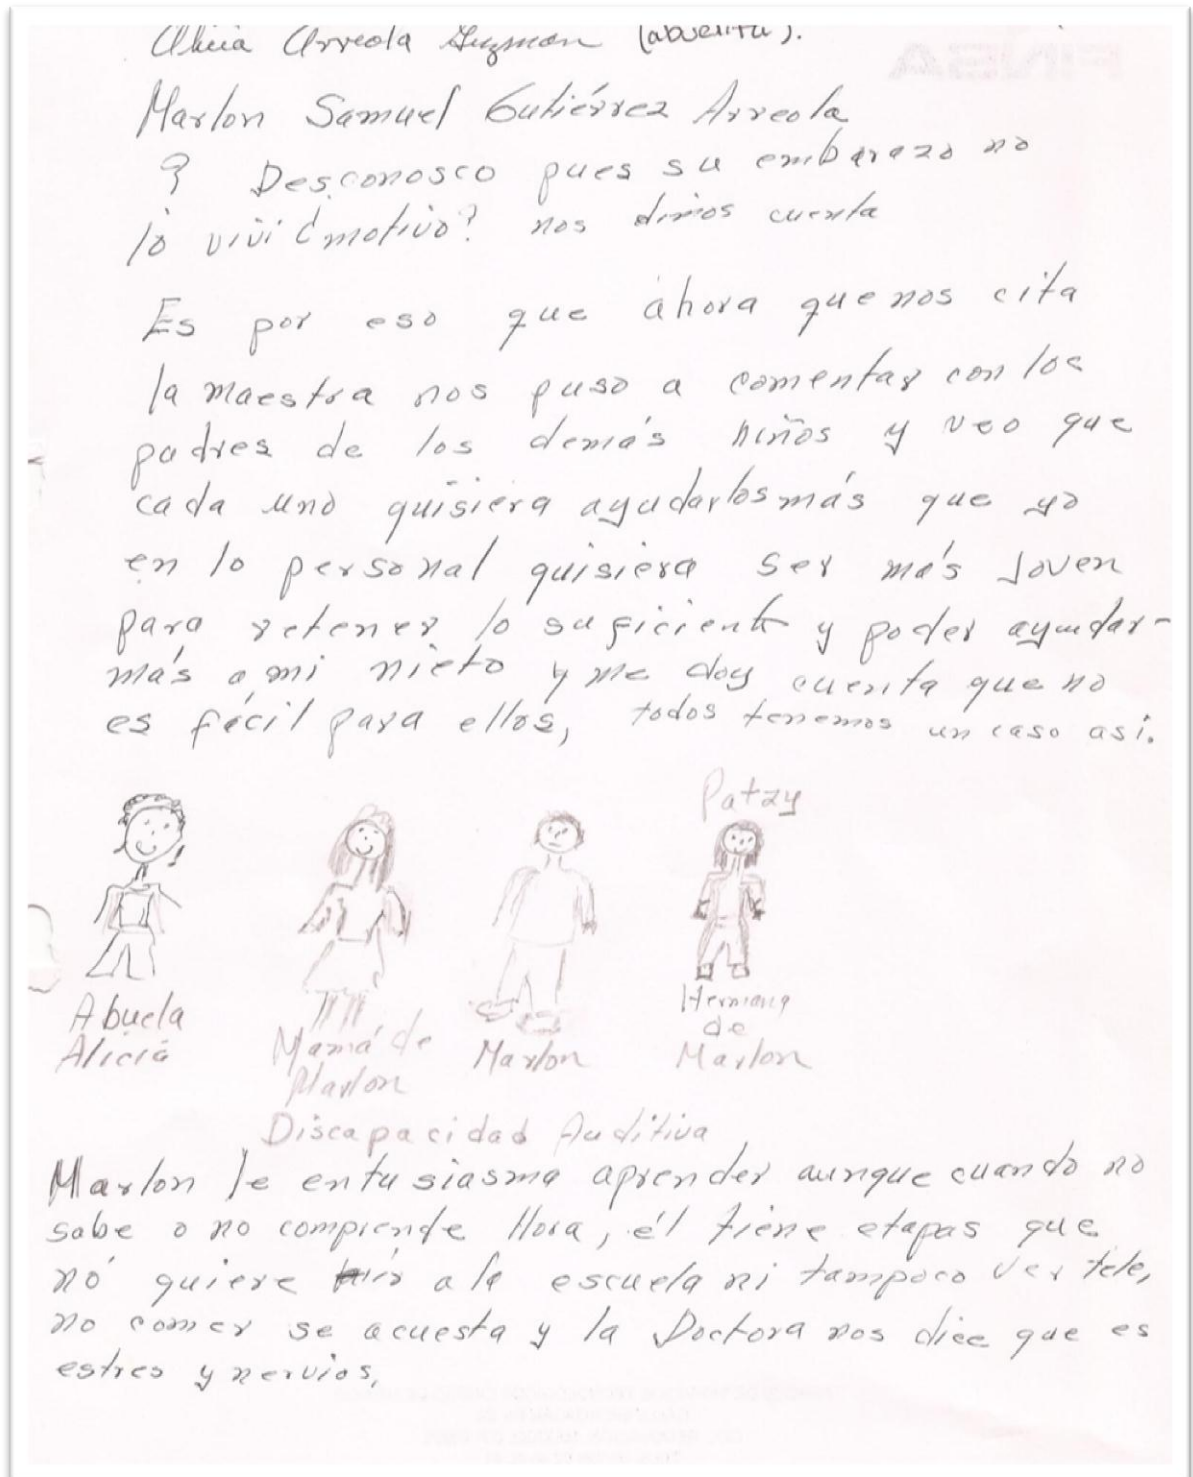 Alicia Arreola Guzmán (abuelita).
Marlon Samuel Gutiérrez Arreola
? Desconosco pues su embarazo no
lo viví ¿motivo? nos dimos cuenta
Es por eso que ahora que nos cita
la maestra nos puso a comentar con los
padres de los demás niños y veo que
cada uno quisiera ayudarlos más que yo
en lo personal quisiera ser más joven
para retener lo suficiente y poder ayudar-
más a mi nieto y me doy cuenta que no
es fácil para ellos, todos tenemos un caso así.
Patzy
Abuela
Alicia
Mamá de
Marlon
Marlon
Hermana
de
Marlon
Discapacidad Auditiva
Marlon le entusiasma aprender aunque cuando no
sabe o no comprende llora, él tiene etapas que
no quiere ir a la escuela ni tampoco ver tele,
no comer se acuesta y la Doctora nos dice que es
estres y nervios,